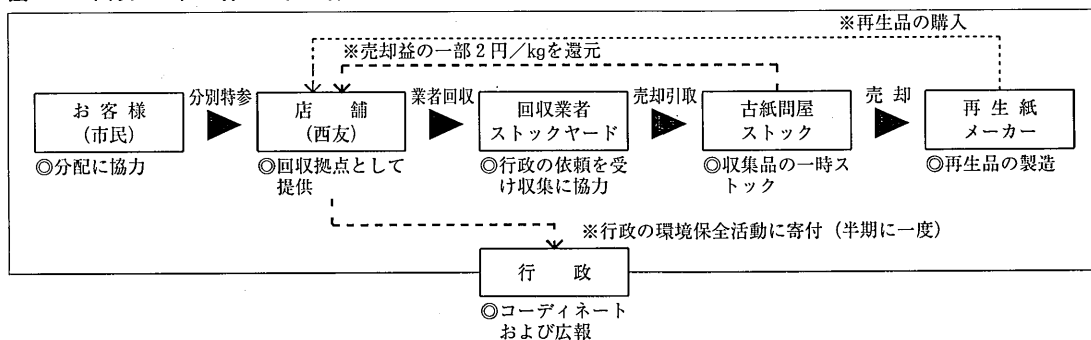 ※再生品の購入
※売却益の一部2円／kgを還元
お客様
(市民)
分別特参
店舗
(西友)
業者回収
回収業者
ストックヤード
売却引取
古紙問屋
ストック
売却
再生紙
メーカー
◎分配に協力
◎回収拠点として
提供
◎行政の依頼を受
け収集に協力
◎収集品の一時ス
トック
◎再生品の製造
※行政の環境保全活動に寄付（半期に一度）
行政
◎コーディネート
および広報